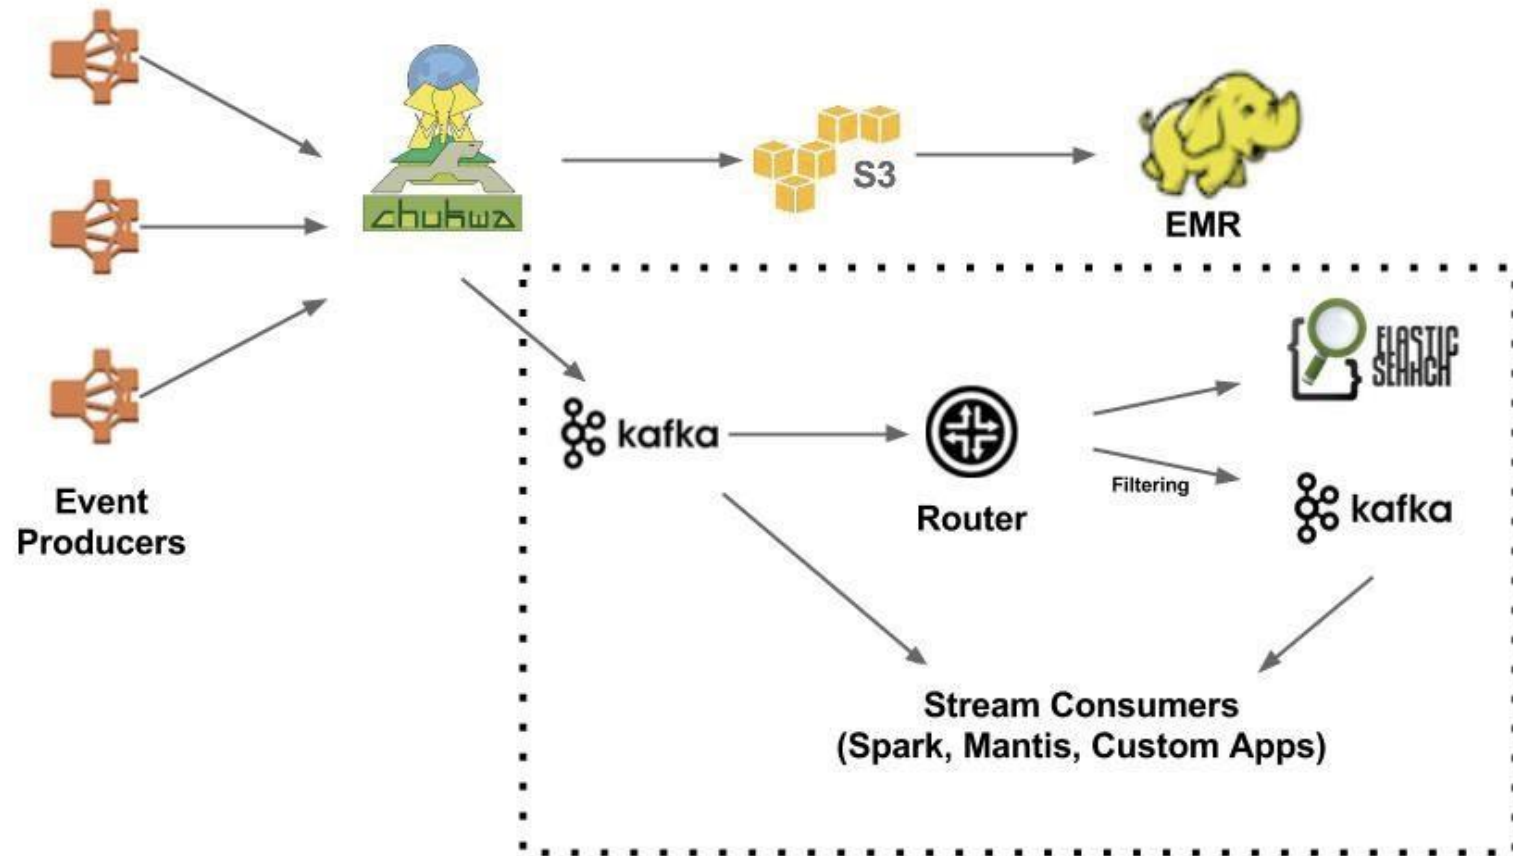 chukwa
S3
EMR
ELASTIC
SEARCH
kafka
Filtering
kafka
Router
Event
Producers
Stream Consumers
(Spark, Mantis, Custom Apps)